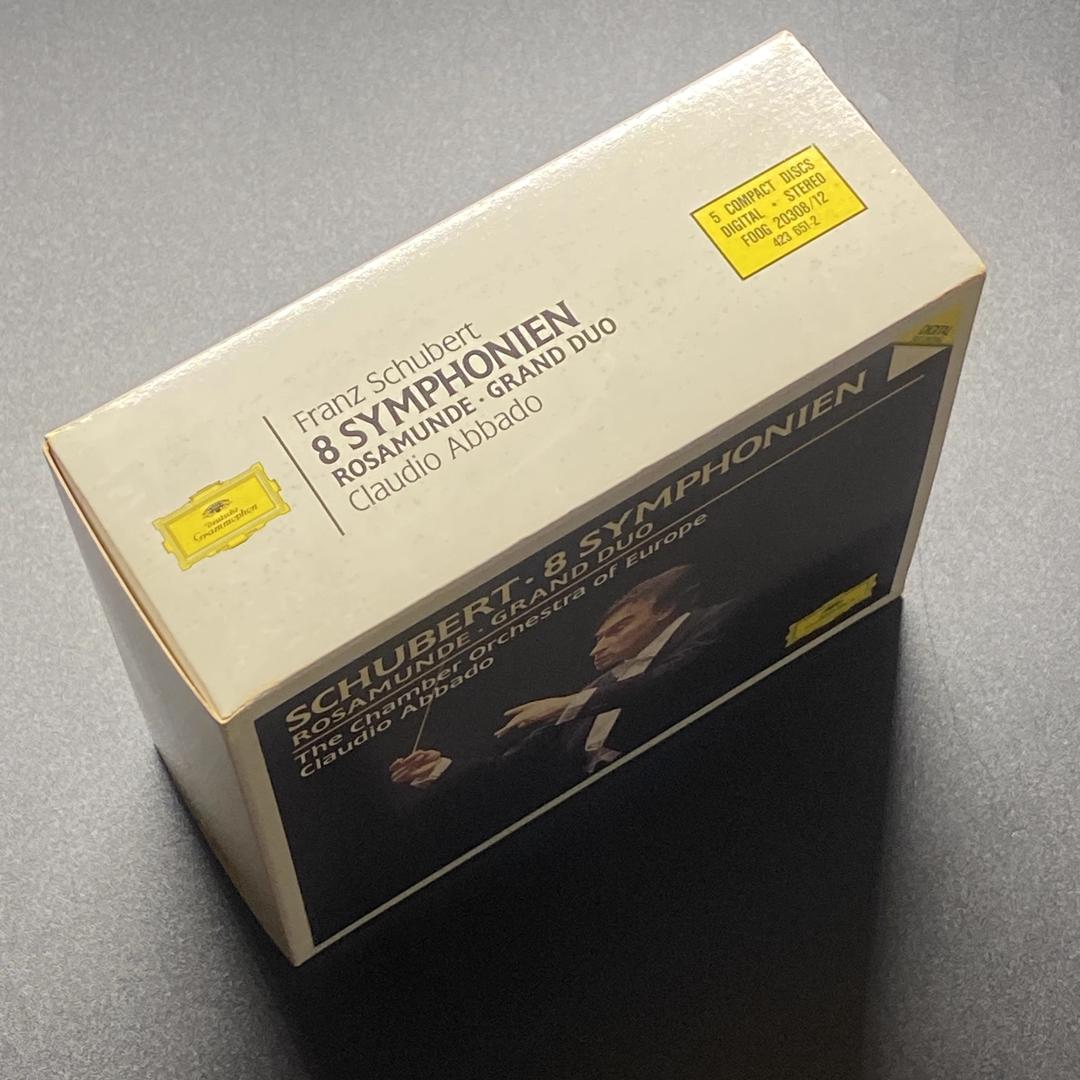 5 COMPACT DISCS
DIGITAL · STEREO
FOOG 20308/12
423 651-2
Franz Schubert
8 SYMPHONIEN
ROSAMUNDE · GRAND DUO
Claudio Abbado
Deutsche
Grammophon
DIGITAL
SCHUBERT · 8 SYMPHONIEN
ROSAMUNDE · GRAND DUO
The Chamber Orchestra of Europe
Claudio Abbado